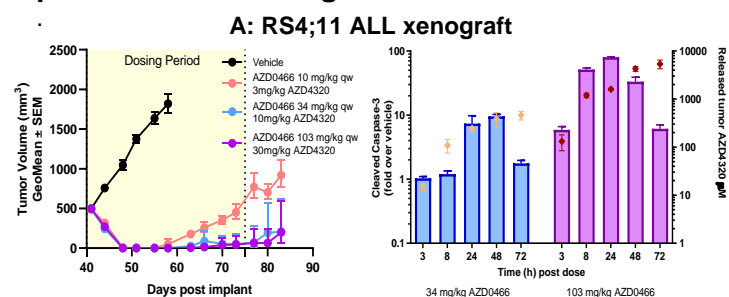 A: RS4;11 ALL xenograft
Tumor Volume (mm³)
GeoMean ± SEM
2500
2000
1500
1000
500
0
40
50
60
70
80
90
Days post implant
Dosing Period
Vehicle
AZD0466 10 mg/kg qw
3mg/kg AZD4320
AZD0466 34 mg/kg qw
10mg/kg AZD4320
AZD0466 103 mg/kg qw
30mg/kg AZD4320
Cleaved Caspase-3
(fold over vehicle)
100
10
1
0.1
3
8
24
48
72
3
8
24
48
72
Time (h) post dose
34 mg/kg AZD0466
103 mg/kg AZD0466
10000
1000
100
10
1
Released tumor AZD4320